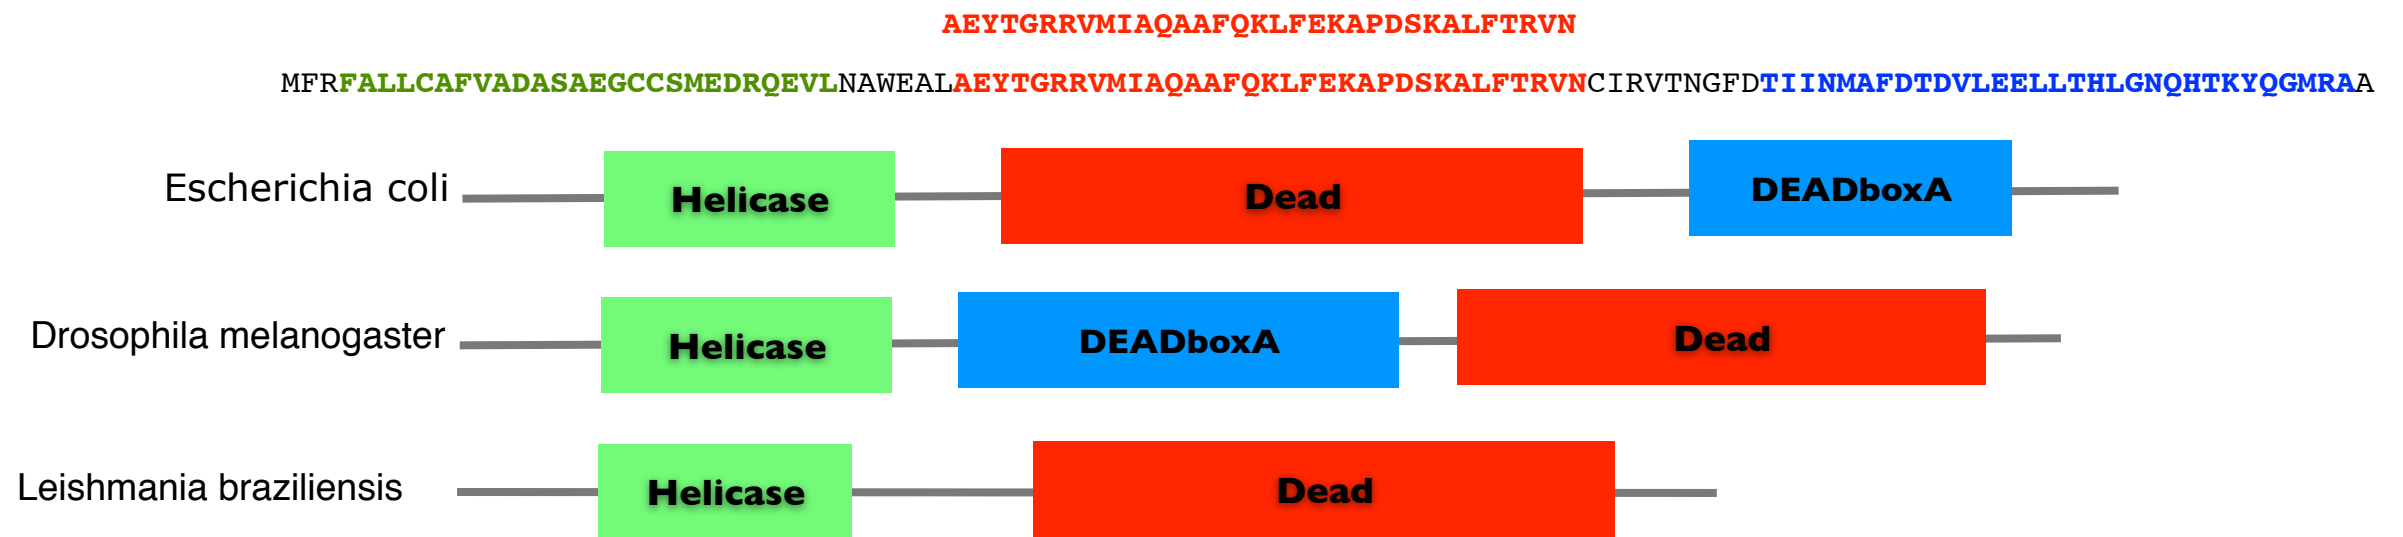 AEYTGRRVMIAQAAFQKLFEKAPDSKALFTRVN
MFRFALLCAFVADASAEGCCSMEDRQEVLNAWEALAEYTGRRVMIAQAAFQKLFEKAPDSKALFTRVNCIRVTNGFDTIINMAFDTDVLEELLTHLGNQHTKYQGMRAA
Escherichia coli Helicase Dead DEADboxA
Drosophila melanogaster Helicase DEADboxA Dead
Leishmania braziliensis Helicase Dead